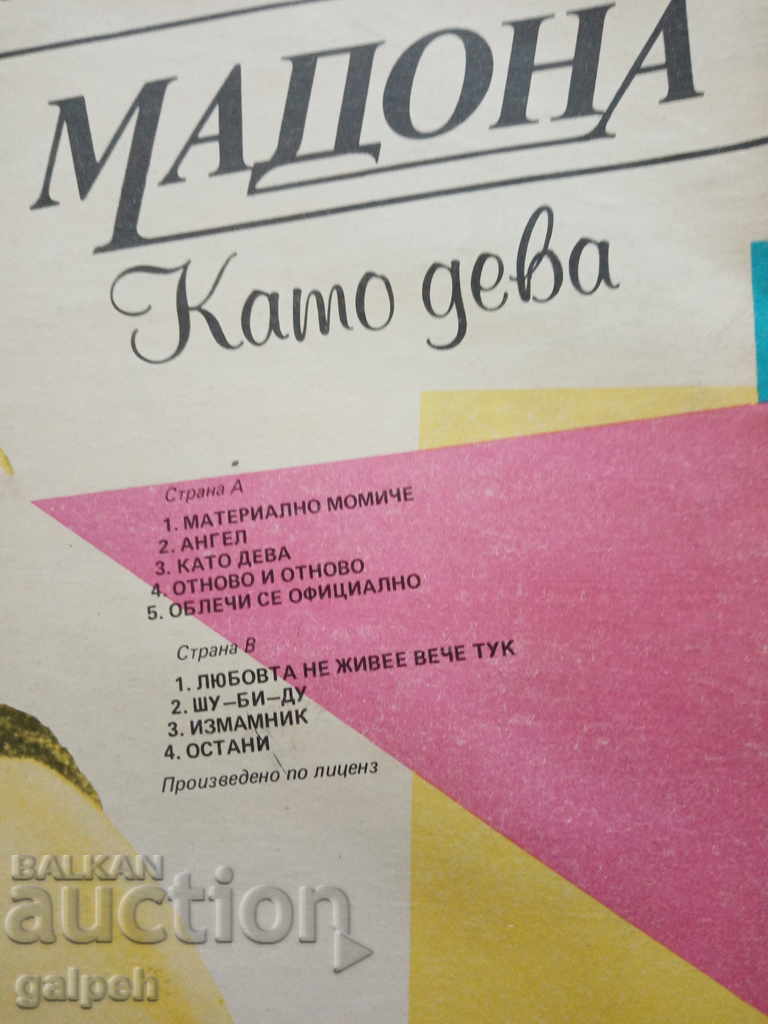 МАДОНА
Като дева
Страна А
1. МАТЕРИАЛНО МОМИЧЕ
2. АНГЕЛ
3. КАТО ДЕВА
4. ОТНОВО И ОТНОВО
5. ОБЛЕЧИ СЕ ОФИЦИАЛНО
Страна В
1. ЛЮБОВТА НЕ ЖИВЕЕ ВЕЧЕ ТУК
2. ШУ–БИ–ДУ
3. ИЗМАМНИК
4. ОСТАНИ
Произведено по лиценз
BALKAN
auction
galpeh